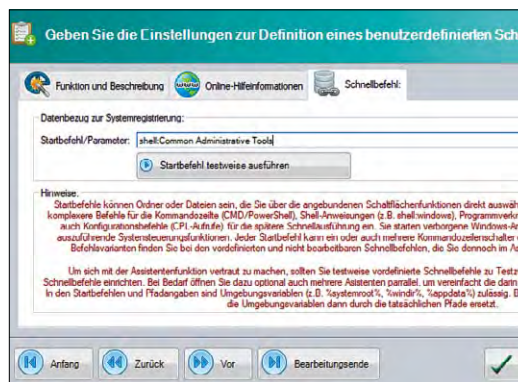 Geben Sie die Einstellungen zur Definition eines benutzerdefinierten Sch
Funktion und Beschreibung
Online-Hilfeinformationen
Schnellbefehl:
Datenbezug zur Systemregistrierung:
Startbefehl/Parameter: shell:Common Administrative Tools
Startbefehl testweise ausführen
Hinweise.
Startbefehle können Ordner oder Dateien sein, die Sie über die angebundenen Schaltflächenfunktionen direkt auswähl
komplexere Befehle für die Kommandozeile (CMD/PowerShell), Shell-Anweisungen (z.B. shell:windows), Programmverkn
auch Konfigurationsbefehle (CPL-Aufrufe) für die spätere Schnellausführung ein. Sie starten verborgene Windows-An
auszuführende Systemsteuerungsfunktionen. Jeder Startbefehl kann ein oder auch mehrere Kommandozeilenschalter
Befehlsvarianten finden Sie bei den vordefinierten und nicht bearbeitbaren Schnellbefehlen, die Sie dennoch im As
Um sich mit der Assistentenfunktion vertraut zu machen, sollten Sie testweise vordefinierte Schnellbefehle zu Testz
Schnellbefehle einrichten. Bei Bedarf öffnen Sie dazu optional auch mehrere Assistenten parallel, um vereinfacht die darin
In den Startbefehlen und Pfadangaben sind Umgebungsvariablen (z.B. %systemroot%, %windir%, %appdata%) zulässig. B
die Umgebungsvariablen dann durch die tatsächlichen Pfade ersetzt.
Anfang
Zurück
Vor
Bearbeitungsende